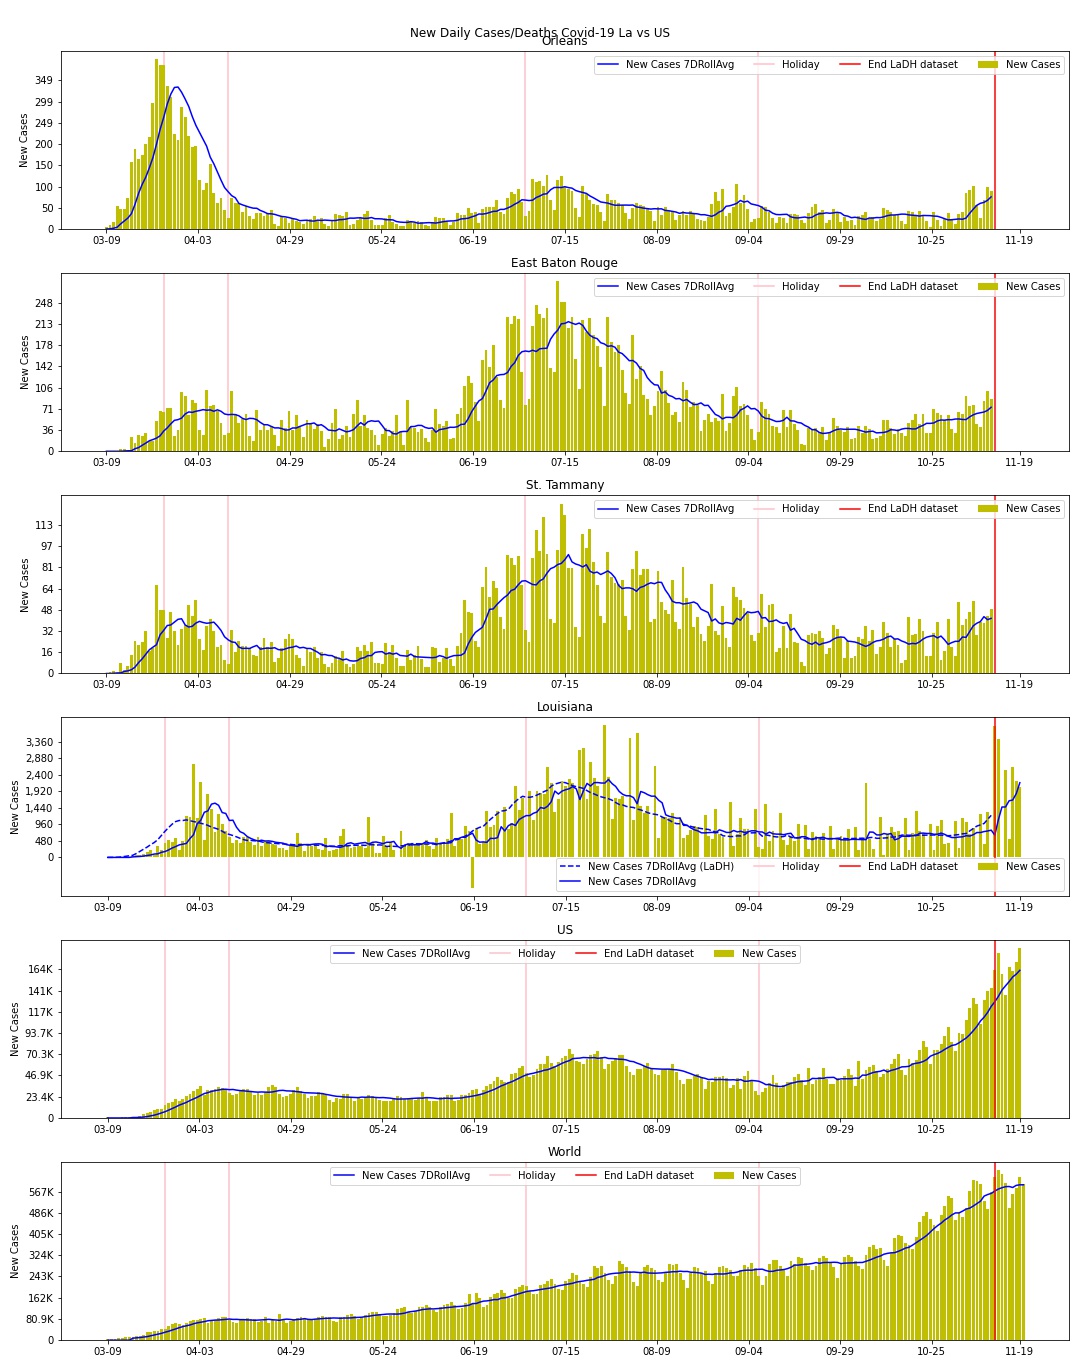 New Daily Cases/Deaths Covid-19 La vs US
Orleans
New Cases 7DRollAvg Holiday End LaDH dataset New Cases
349
299
249
200
150
100
50
0
New Cases
03-09 04-03 04-29 05-24 06-19 07-15 08-09 09-04 09-29 10-25 11-19
East Baton Rouge
New Cases 7DRollAvg Holiday End LaDH dataset New Cases
248
213
178
142
106
71
36
0
New Cases
03-09 04-03 04-29 05-24 06-19 07-15 08-09 09-04 09-29 10-25 11-19
St. Tammany
New Cases 7DRollAvg Holiday End LaDH dataset New Cases
113
97
81
64
48
32
16
0
New Cases
03-09 04-03 04-29 05-24 06-19 07-15 08-09 09-04 09-29 10-25 11-19
Louisiana
3,360
2,880
2,400
1,920
1,440
960
480
0
New Cases
New Cases 7DRollAvg (LaDH) Holiday End LaDH dataset New Cases
New Cases 7DRollAvg
03-09 04-03 04-29 05-24 06-19 07-15 08-09 09-04 09-29 10-25 11-19
US
New Cases 7DRollAvg Holiday End LaDH dataset New Cases
164K
141K
117K
93.7K
70.3K
46.9K
23.4K
0
New Cases
03-09 04-03 04-29 05-24 06-19 07-15 08-09 09-04 09-29 10-25 11-19
World
New Cases 7DRollAvg Holiday End LaDH dataset New Cases
567K
486K
405K
324K
243K
162K
80.9K
0
New Cases
03-09 04-03 04-29 05-24 06-19 07-15 08-09 09-04 09-29 10-25 11-19